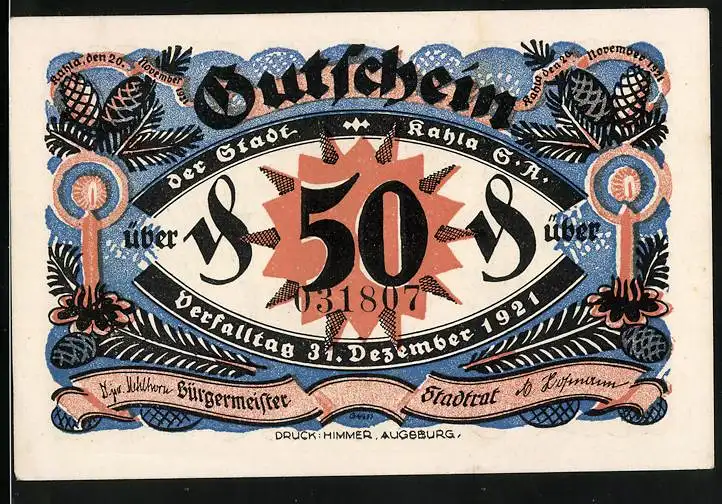 Kahla, den 20. November 1921
Kahla, den 20. November 1921
Gutschein
der Stadt Kahla S.-A.
über ₰ 50 ₰ über
031807
Verfalltag 31. Dezember 1921
Bürgermeister
Stadtrat
DRUCK: HIMMER, AUGSBURG.